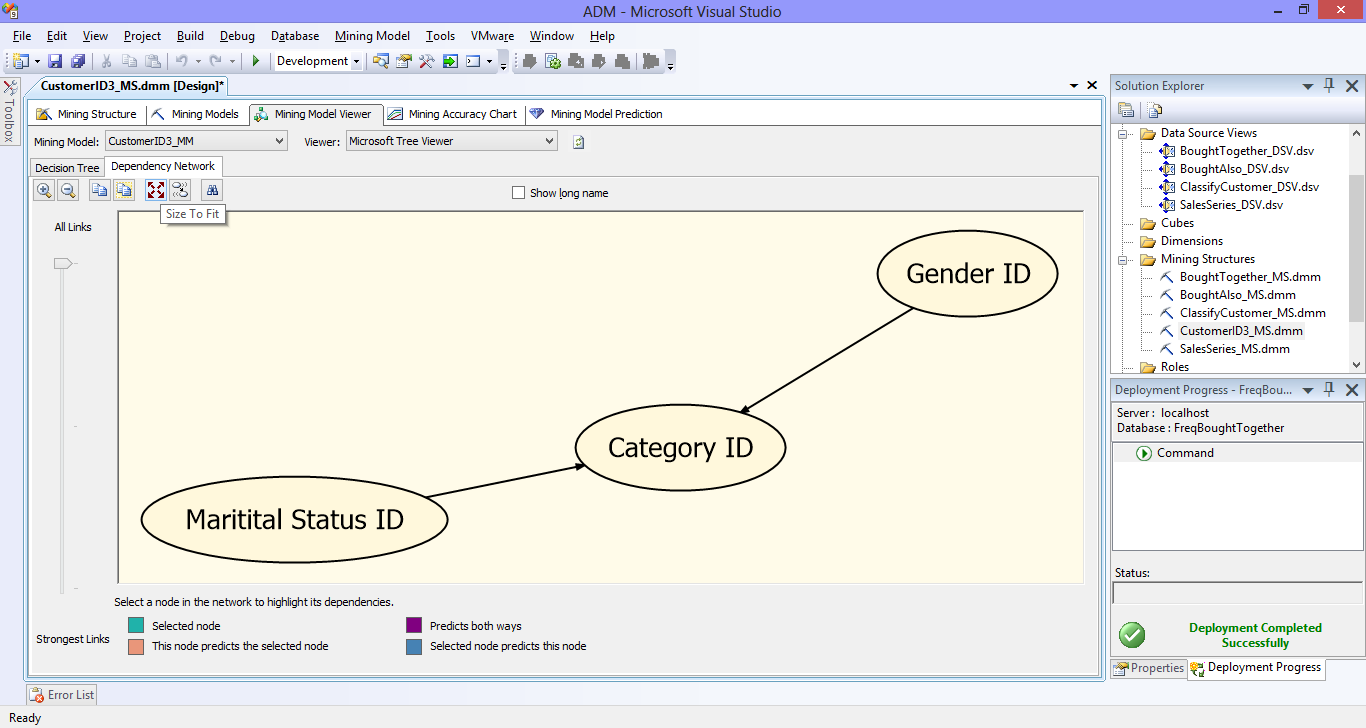 ADM - Microsoft Visual Studio
File Edit View Project Build Debug Database Mining Model Tools VMware Window Help
Development
Toolbox
CustomerID3_MS.dmm [Design]*
Mining Structure Mining Models Mining Model Viewer Mining Accuracy Chart Mining Model Prediction
Mining Model: CustomerID3_MM Viewer: Microsoft Tree Viewer
Decision Tree Dependency Network
Show long name
Size To Fit
All Links
Gender ID
Category ID
Maritital Status ID
Select a node in the network to highlight its dependencies.
Selected node Predicts both ways
Strongest Links
This node predicts the selected node Selected node predicts this node
Solution Explorer
Data Source Views
BoughtTogether_DSV.dsv
BoughtAlso_DSV.dsv
ClassifyCustomer_DSV.dsv
SalesSeries_DSV.dsv
Cubes
Dimensions
Mining Structures
BoughtTogether_MS.dmm
BoughtAlso_MS.dmm
ClassifyCustomer_MS.dmm
CustomerID3_MS.dmm
SalesSeries_MS.dmm
Roles
Deployment Progress - FreqBou...
Server : localhost
Database : FreqBoughtTogether
Command
Status:
Deployment Completed
Successfully
Properties Deployment Progress
Error List
Ready